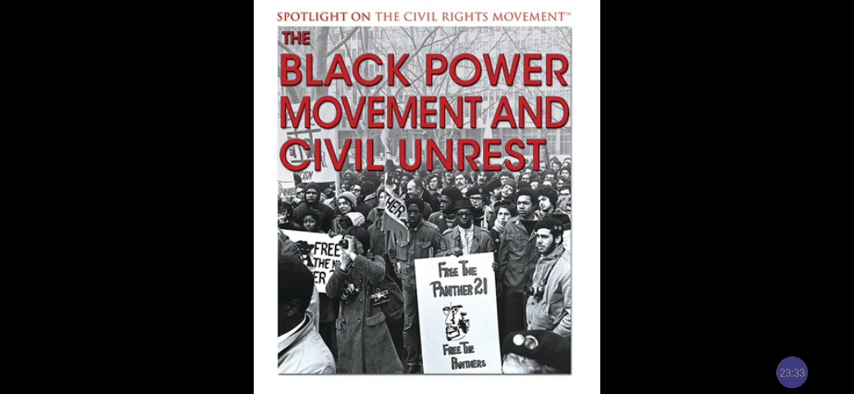 SPOTLIGHT ON THE CIVIL RIGHTS MOVEMENT™
THE
BLACK POWER
MOVEMENT AND
CIVIL UNREST
FREE
THE
FREE THE
PANTHER 21
FREE THE
PANTHERS
23:33